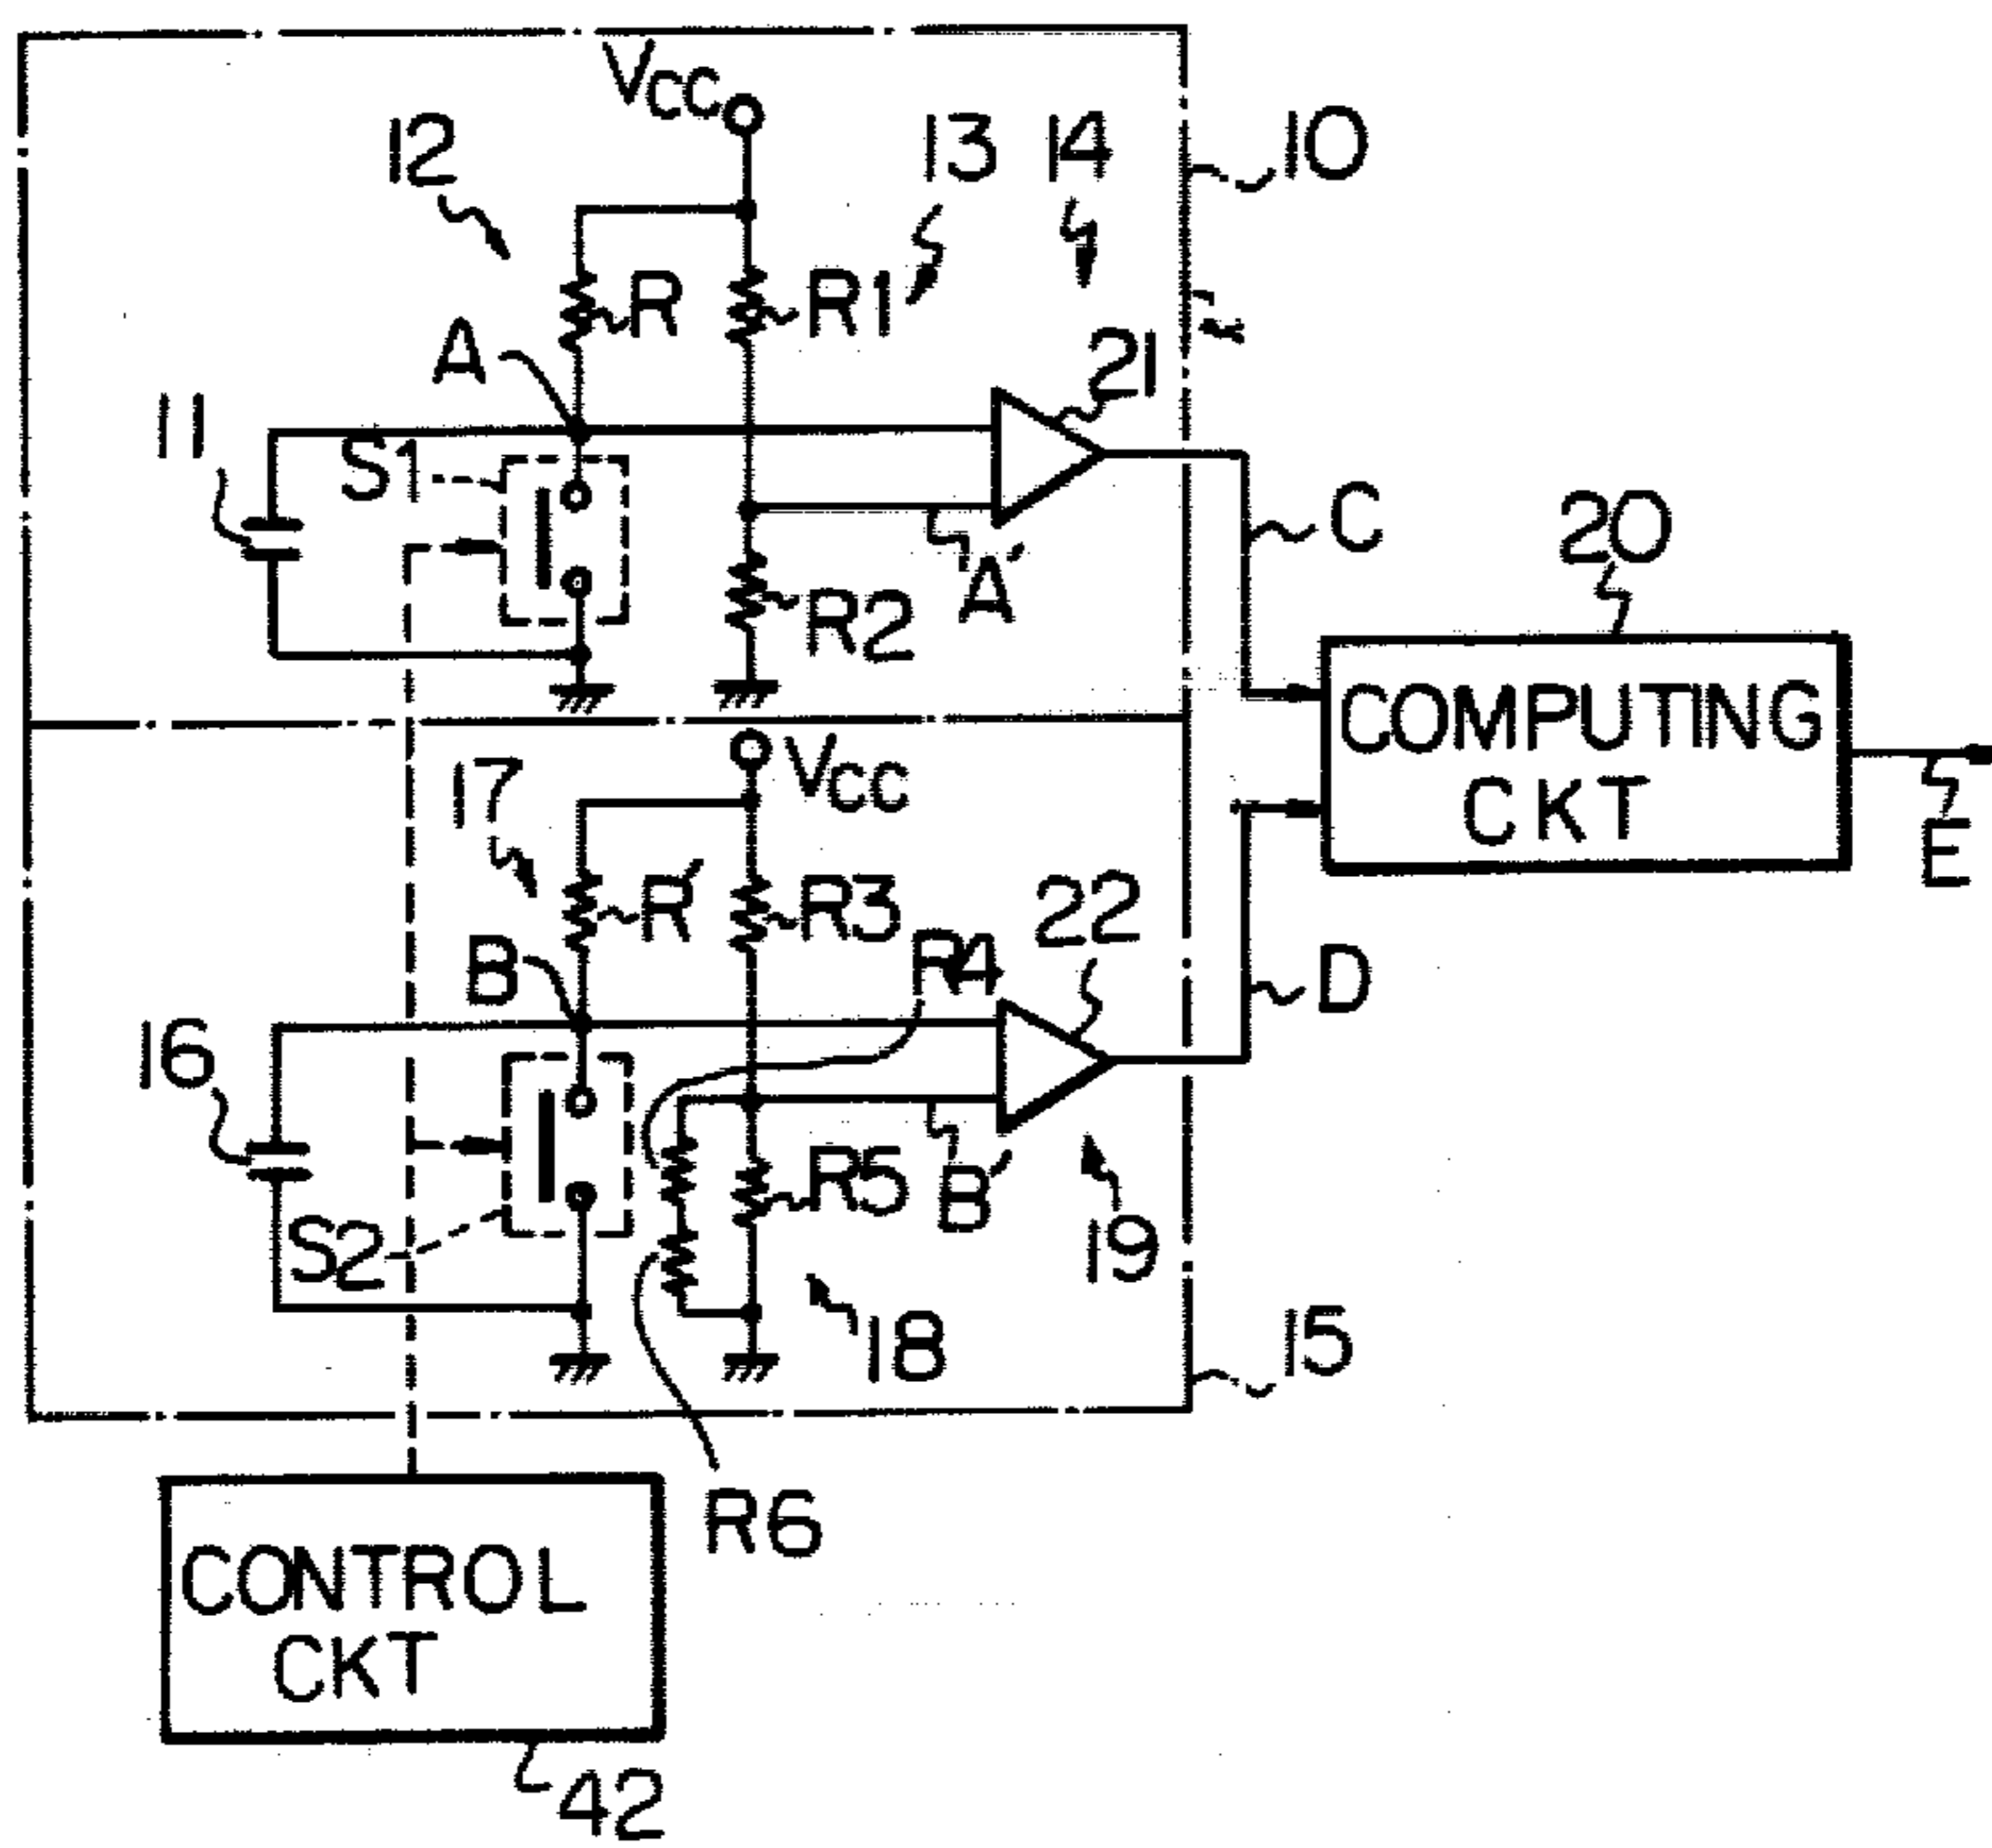 VCC
12
13
14
10
R
R1
A
21
11
S1
C
20
A'
R2
COMPUTING
CKT
VCC
17
E
R'
R3
22
R4
B
D
16
R5
B'
S2
19
18
15
R6
CONTROL
CKT
42